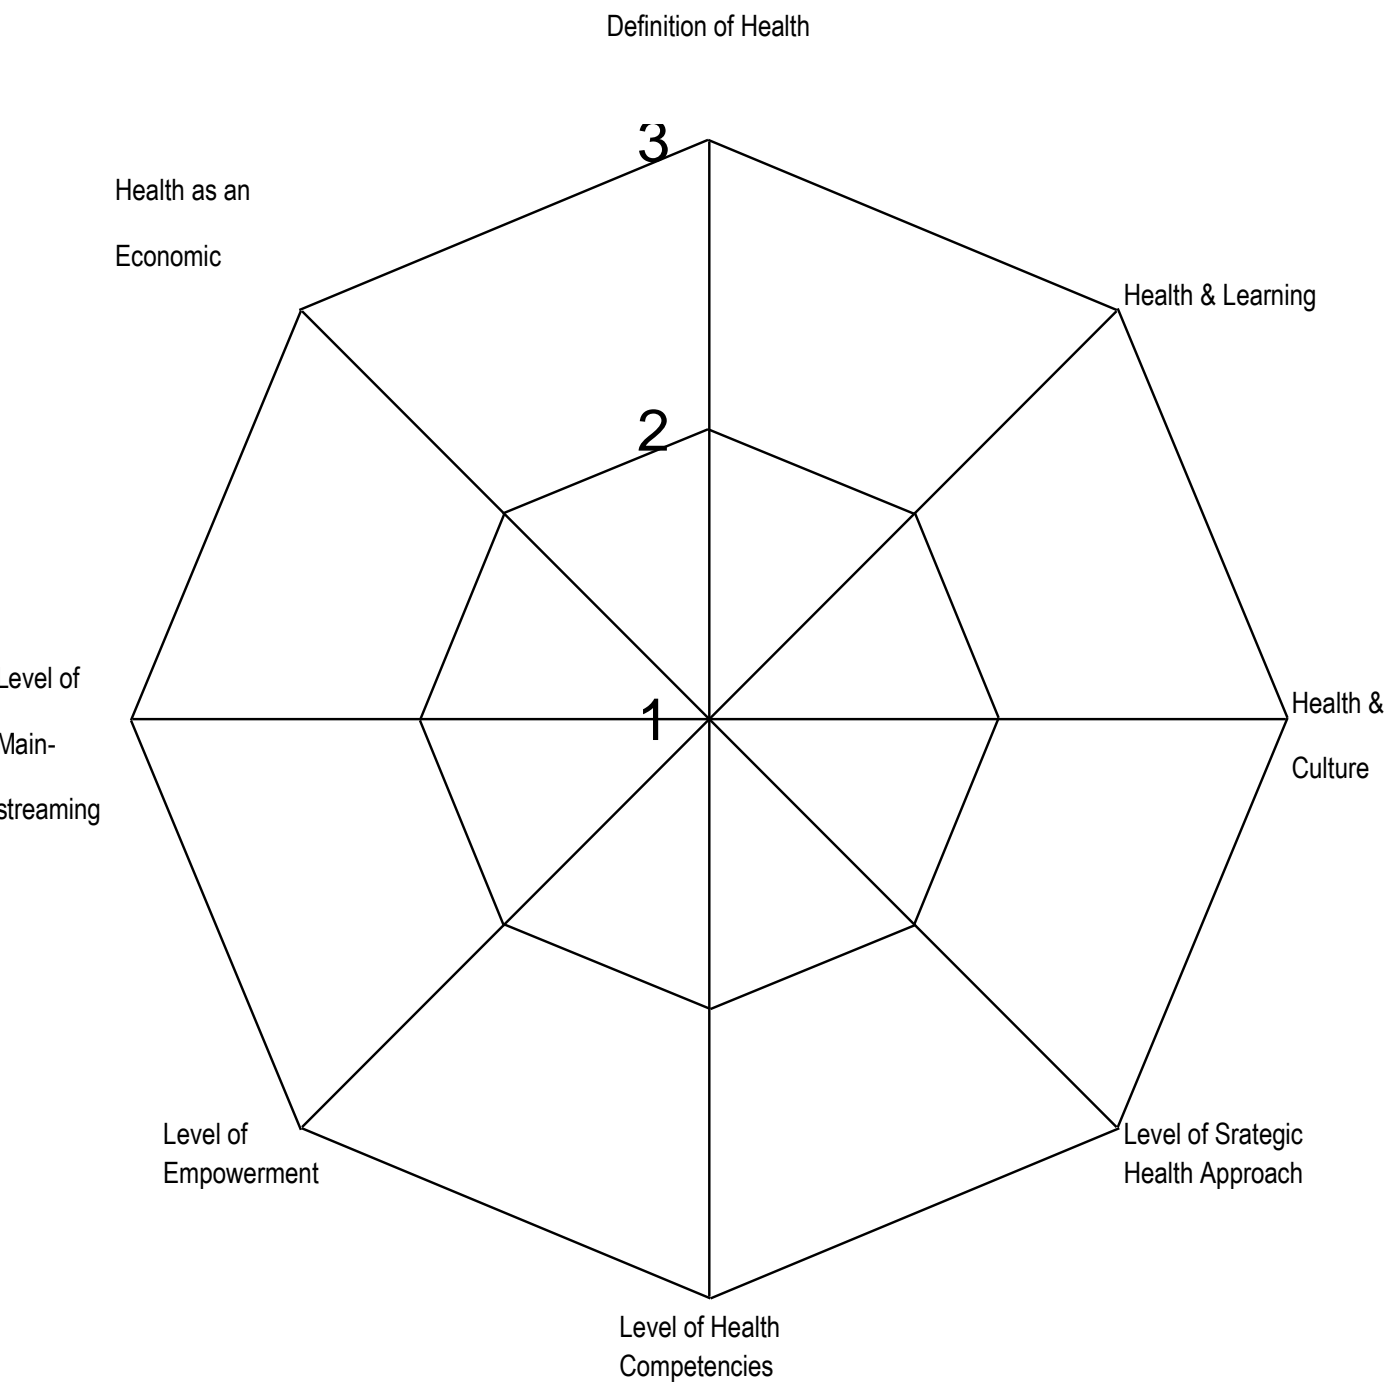 Definition of Health
3
Health as an
Economic
Health & Learning
2
Level of
Main-
streaming
1
Health &
Culture
Level of
Empowerment
Level of Srategic
Health Approach
Level of Health
Competencies